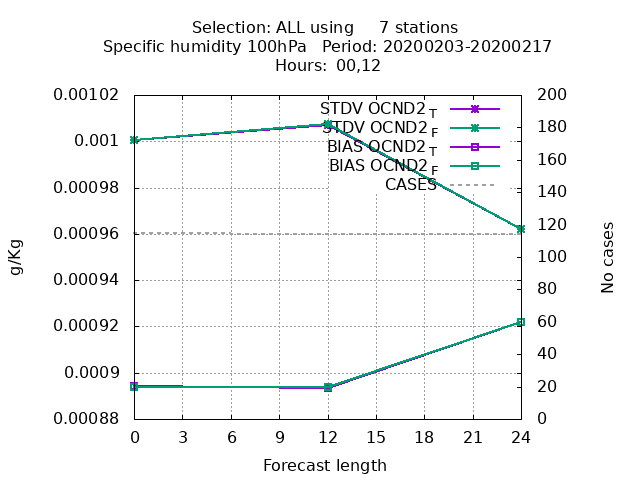 Selection: ALL using 7 stations
Specific humidity 100hPa Period: 20200203-20200217
Hours: 00,12
0.00102
0.001
0.00098
0.00096
0.00094
0.00092
0.0009
0.00088
g/Kg
STDV OCND2 T
STDV OCND2 F
BIAS OCND2 T
BIAS OCND2 F
CASES
200
180
160
140
120
100
80
60
40
20
0
No cases
0 3 6 9 12 15 18 21 24
Forecast length